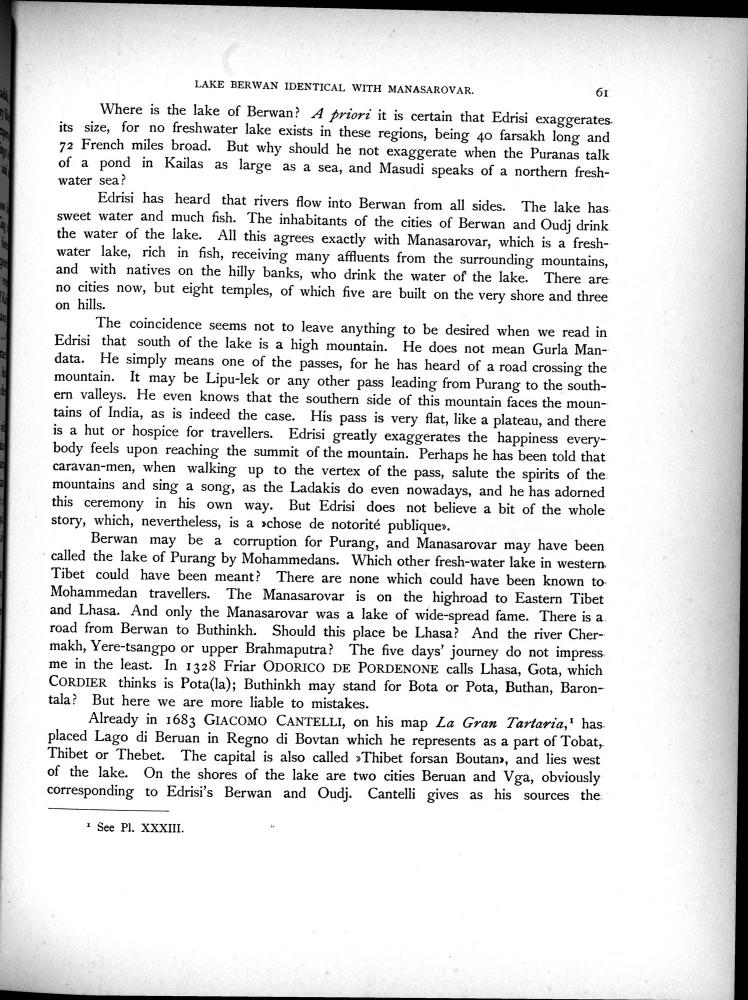 LAKE BERWAN IDENTICAL WITH MANASAROVAR. 61
Where is the lake of Berwan? A priori it is certain that Edrisi exaggerates
its size, for no freshwater lake exists in these regions, being 40 farsakh long and
72 French miles broad. But why should he not exaggerate when the Puranas talk
of a pond in Kailas as large as a sea, and Masudi speaks of a northern fresh-
water sea?
Edrisi has heard that rivers flow into Berwan from all sides. The lake has
sweet water and much fish. The inhabitants of the cities of Berwan and Oudj drink
the water of the lake. All this agrees exactly with Manasarovar, which is a fresh-
water lake, rich in fish, receiving many affluents from the surrounding mountains,
and with natives on the hilly banks, who drink the water of the lake. There are
no cities now, but eight temples, of which five are built on the very shore and three
on hills.
The coincidence seems not to leave anything to be desired when we read in
Edrisi that south of the lake is a high mountain. He does not mean Gurla Man-
data. He simply means one of the passes, for he has heard of a road crossing the
mountain. It may be Lipu-lek or any other pass leading from Purang to the south-
ern valleys. He even knows that the southern side of this mountain faces the moun-
tains of India, as is indeed the case. His pass is very flat, like a plateau, and there
is a hut or hospice for travellers. Edrisi greatly exaggerates the happiness every-
body feels upon reaching the summit of the mountain. Perhaps he has been told that
caravan-men, when walking up to the vertex of the pass, salute the spirits of the
mountains and sing a song, as the Ladakis do even nowadays, and he has adorned
this ceremony in his own way. But Edrisi does not believe a bit of the whole
story, which, nevertheless, is a »chose de notorité publique».
Berwan may be a corruption for Purang, and Manasarovar may have been
called the lake of Purang by Mohammedans. Which other fresh-water lake in western
Tibet could have been meant? There are none which could have been known to
Mohammedan travellers. The Manasarovar is on the highroad to Eastern Tibet
and Lhasa. And only the Manasarovar was a lake of wide-spread fame. There is a
road from Berwan to Buthinkh. Should this place be Lhasa? And the river Cher-
makh, Yere-tsangpo or upper Brahmaputra? The five days' journey do not impress
me in the least. In 1328 Friar ODORICO DE PORDENONE calls Lhasa, Gota, which
CORDIER thinks is Pota(la); Buthinkh may stand for Bota or Pota, Buthan, Baron-
tala? But here we are more liable to mistakes.
Already in 1683 GIACOMO CANTELLI, on his map La Gran Tartaria,¹ has
placed Lago di Beruan in Regno di Bovtan which he represents as a part of Tobat,
Thibet or Thebet. The capital is also called »Thibet forsan Boutan», and lies west
of the lake. On the shores of the lake are two cities Beruan and Vga, obviously
corresponding to Edrisi's Berwan and Oudj. Cantelli gives as his sources the
¹ See Pl. XXXIII.